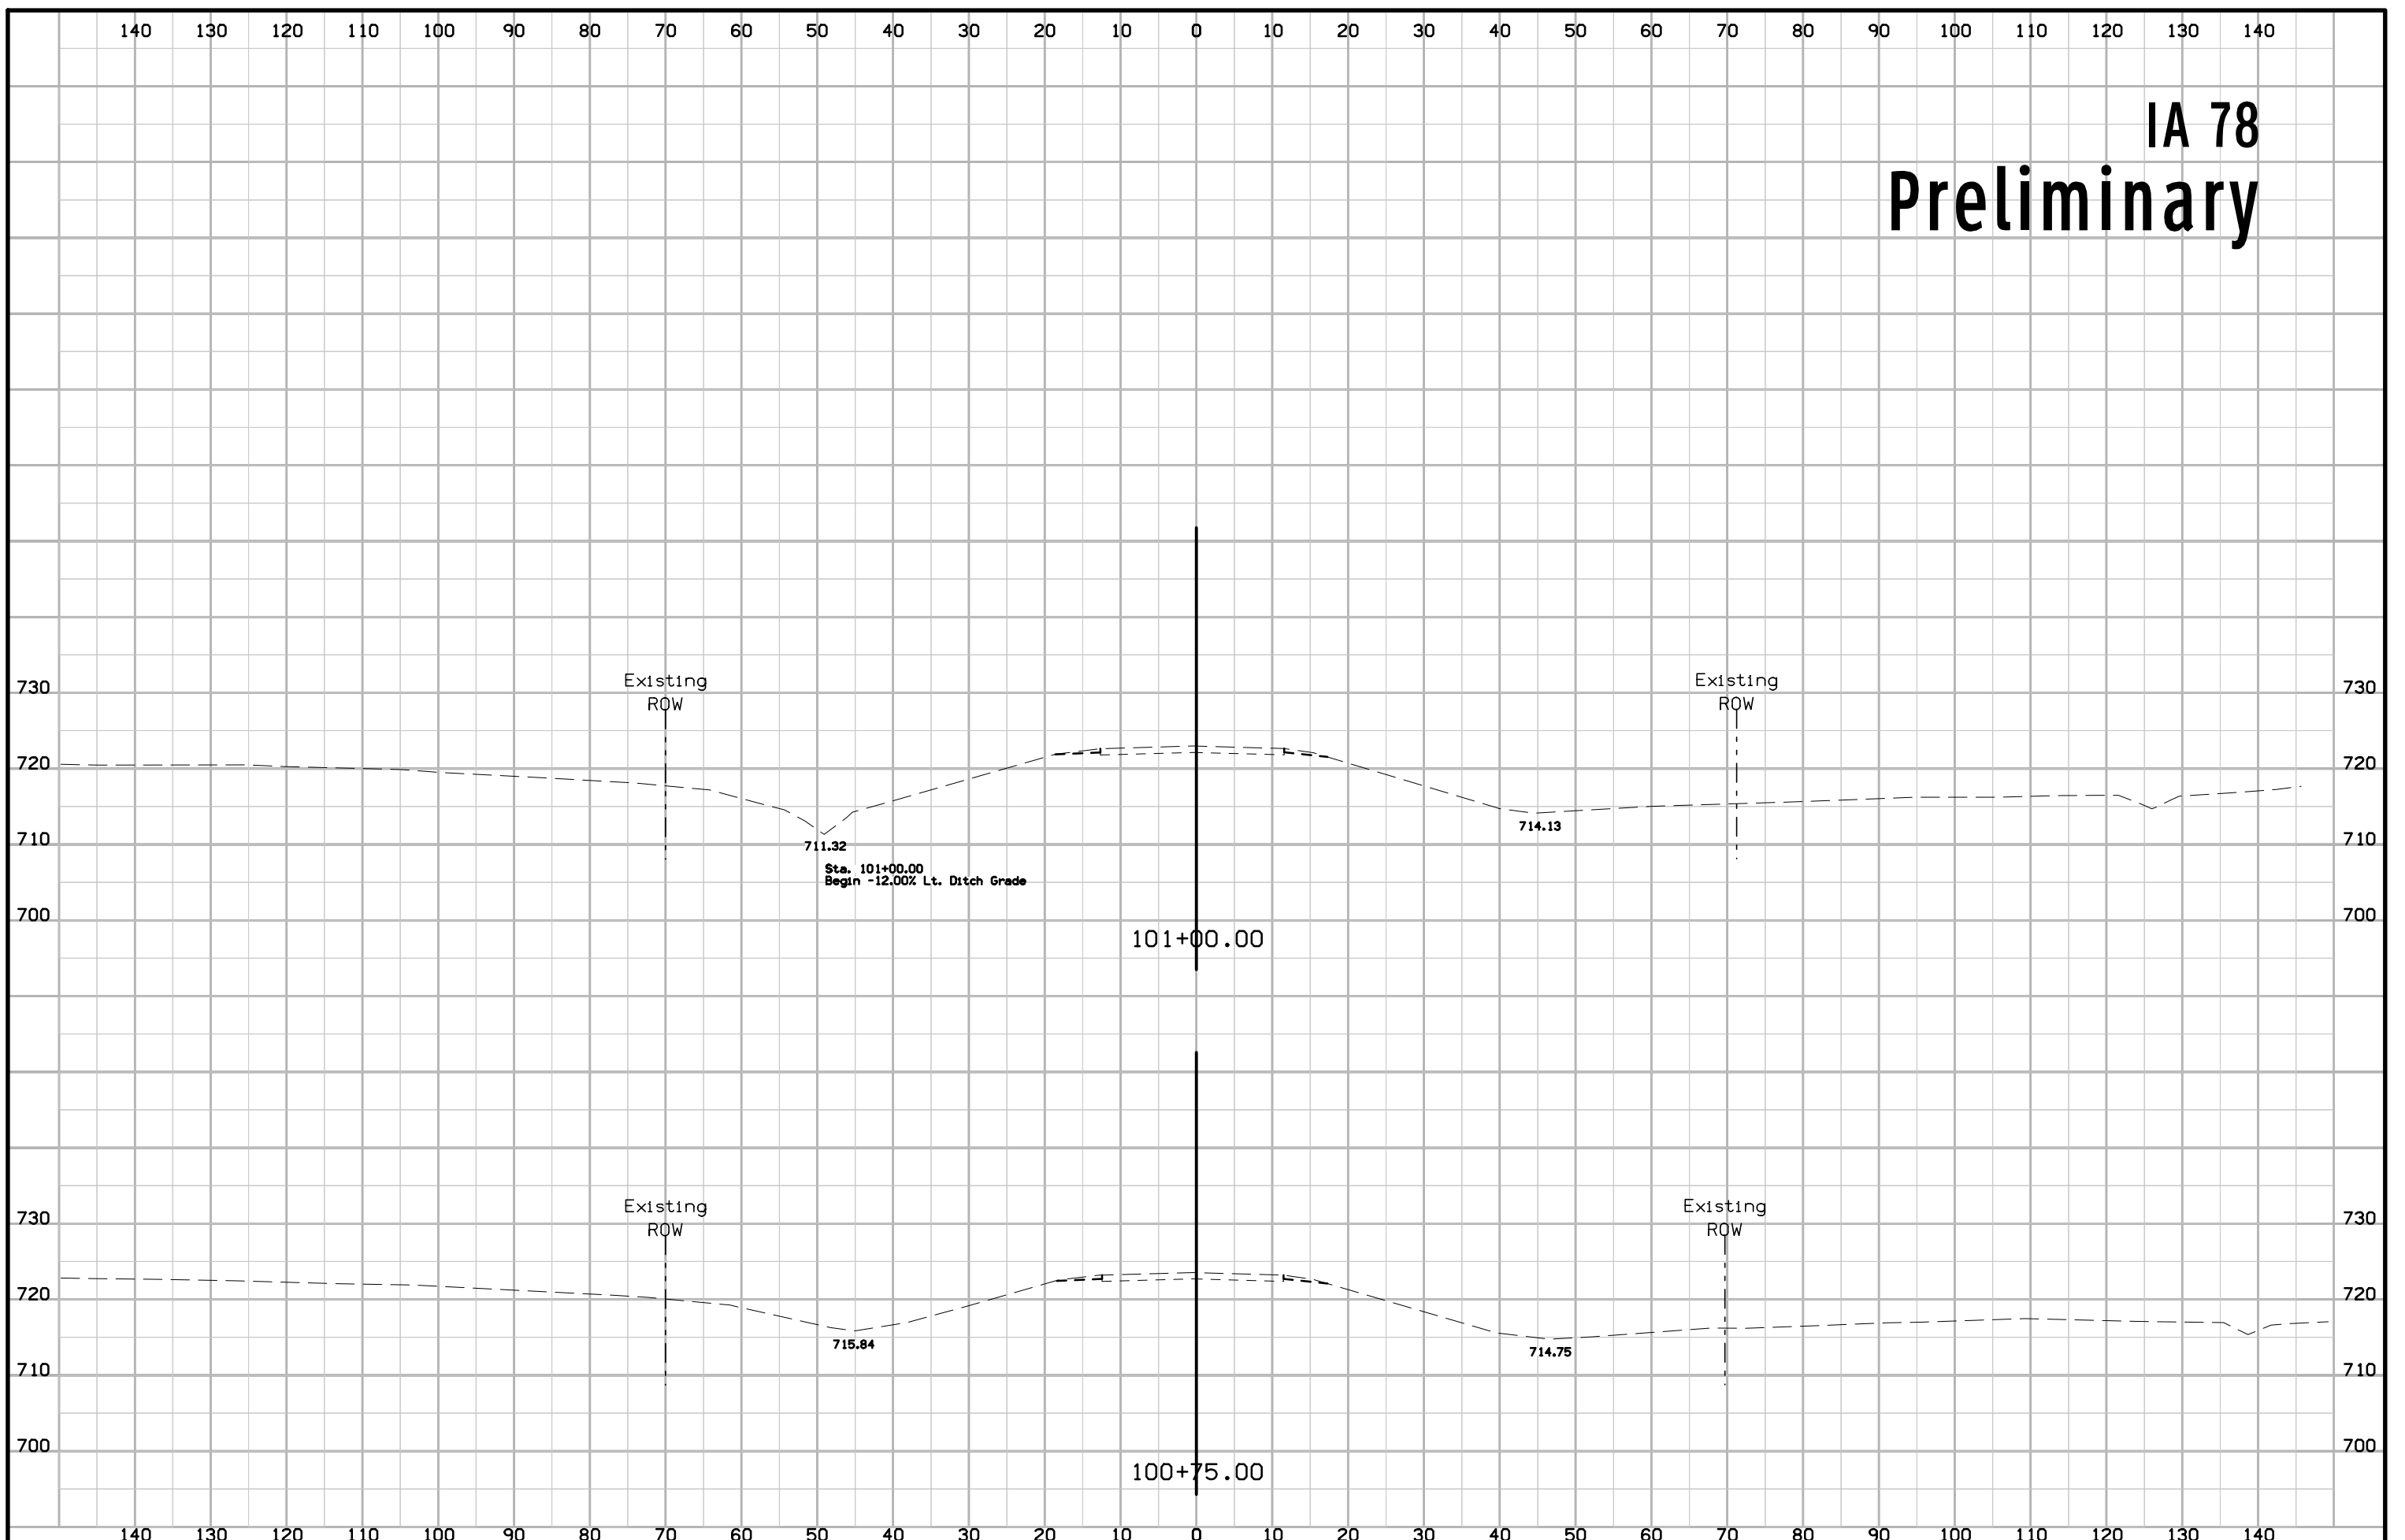 140 130 120 110 100 90 80 70 60 50 40 30 20 10 0 10 20 30 40 50 60 70 80 90 100 110 120 130 140
IA 78
Preliminary
Existing
ROW
Existing
ROW
730 730
720 720
710 710
711.32
714.13
Sta. 101+00.00
Begin -12.00% Lt. Ditch Grade
700 700
101+00.00
Existing
ROW
Existing
ROW
730 730
720 720
715.84
714.75
710 710
700 700
100+75.00
140 130 120 110 100 90 80 70 60 50 40 30 20 10 0 10 20 30 40 50 60 70 80 90 100 110 120 130 140